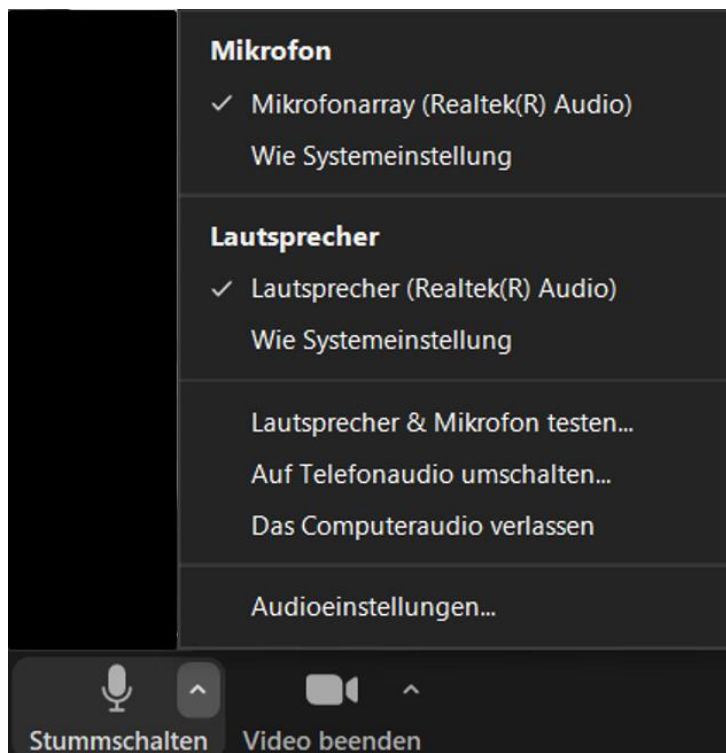 Mikrofon
Mikrofonarray (Realtek(R) Audio)
Wie Systemeinstellung
Lautsprecher
Lautsprecher (Realtek(R) Audio)
Wie Systemeinstellung
Lautsprecher & Mikrofon testen...
Auf Telefonaudio umschalten...
Das Computeraudio verlassen
Audioeinstellungen...
Stummschalten Video beenden